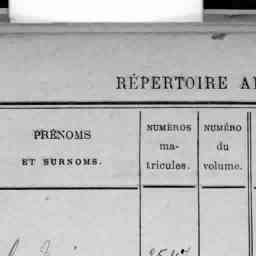 RÉPERTOIRE
PRÉNOMS
ET SURNOMS.
NUMÉROS
ma-
tricules.
NUMÉRO
du
volume.